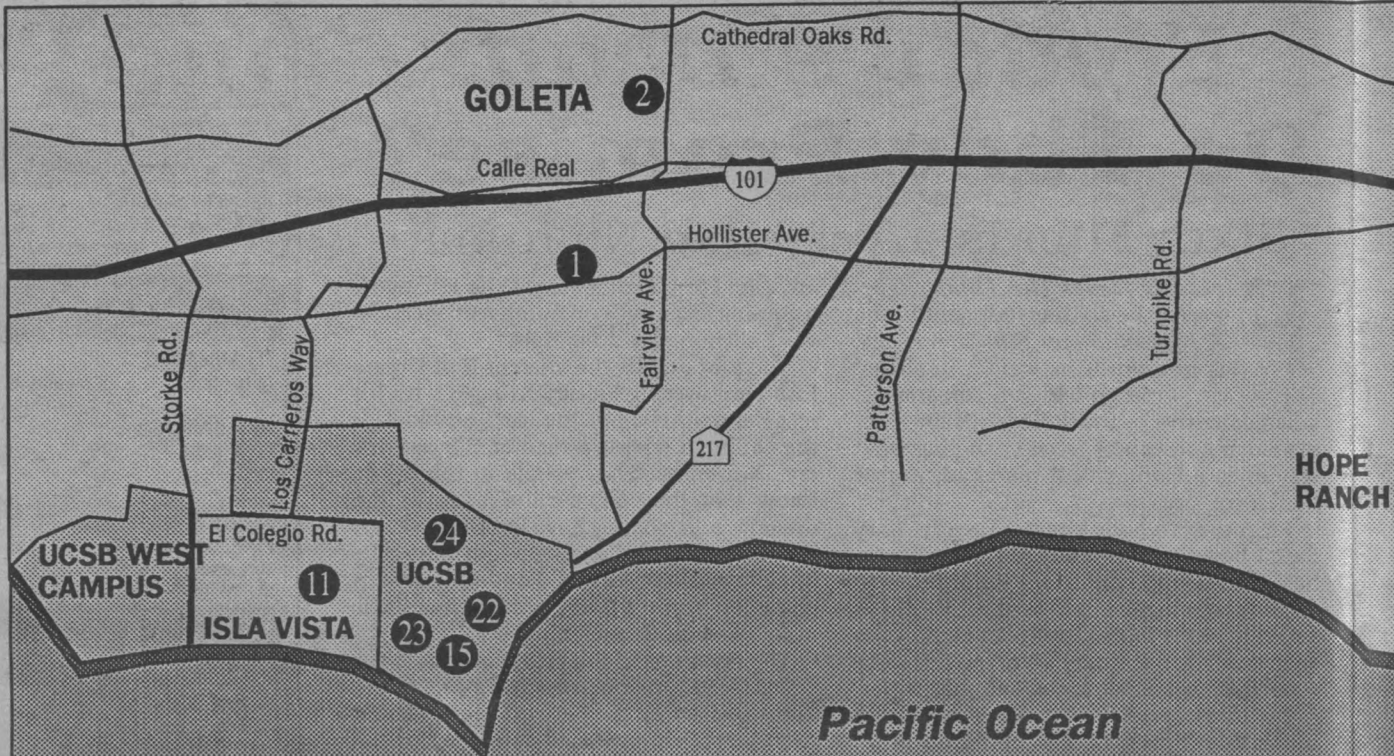 Cathedral Oaks Rd.
GOLETA
2
Calle Real
101
Hollister Ave.
1
Storke Rd.
Los Carneros Way
Fairview Ave.
Patterson Ave.
Turnpike Rd.
217
HOPE
RANCH
El Colegio Rd.
24
UCSB WEST
CAMPUS
UCSB
11
22
ISLA VISTA
23
15
Pacific Ocean